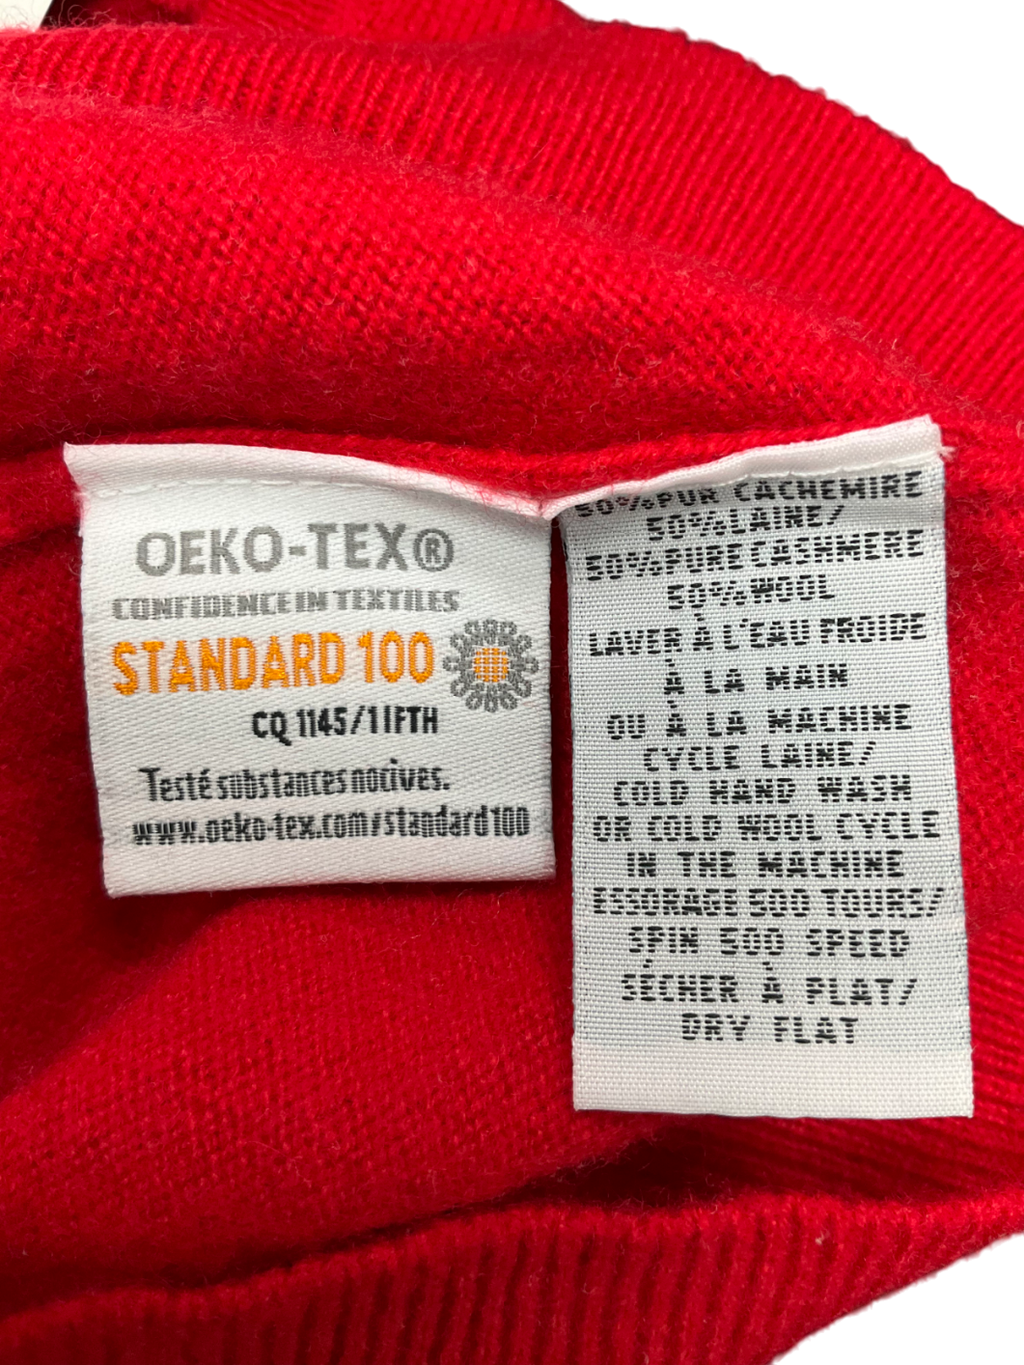 OEKO-TEX®
CONFIDENCE IN TEXTILES
STANDARD 100
CQ 1145/1 IFTH
Testé substances nocives.
www.oeko-tex.com/standard100
50%PUR CACHEMIRE
50%LAINE/
50%PURE CASHMERE
50%WOOL
LAVER À L'EAU FROIDE
À LA MAIN
OU À LA MACHINE
CYCLE LAINE/
COLD HAND WASH
OR COLD WOOL CYCLE
IN THE MACHINE
ESSORAGE 500 TOURS/
SPIN 500 SPEED
SÉCHER À PLAT/
DRY FLAT